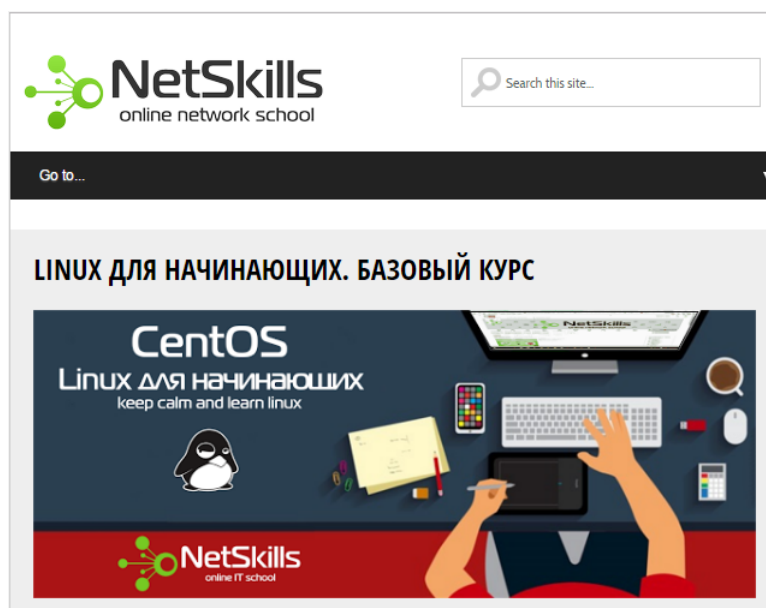 NetSkills
online network school
Search this site...
Go to...
LINUX ДЛЯ НАЧИНАЮЩИХ. БАЗОВЫЙ КУРС
CentOS
Linux для начинающих
keep calm and learn linux
NetSkills
NetSkills
online IT school